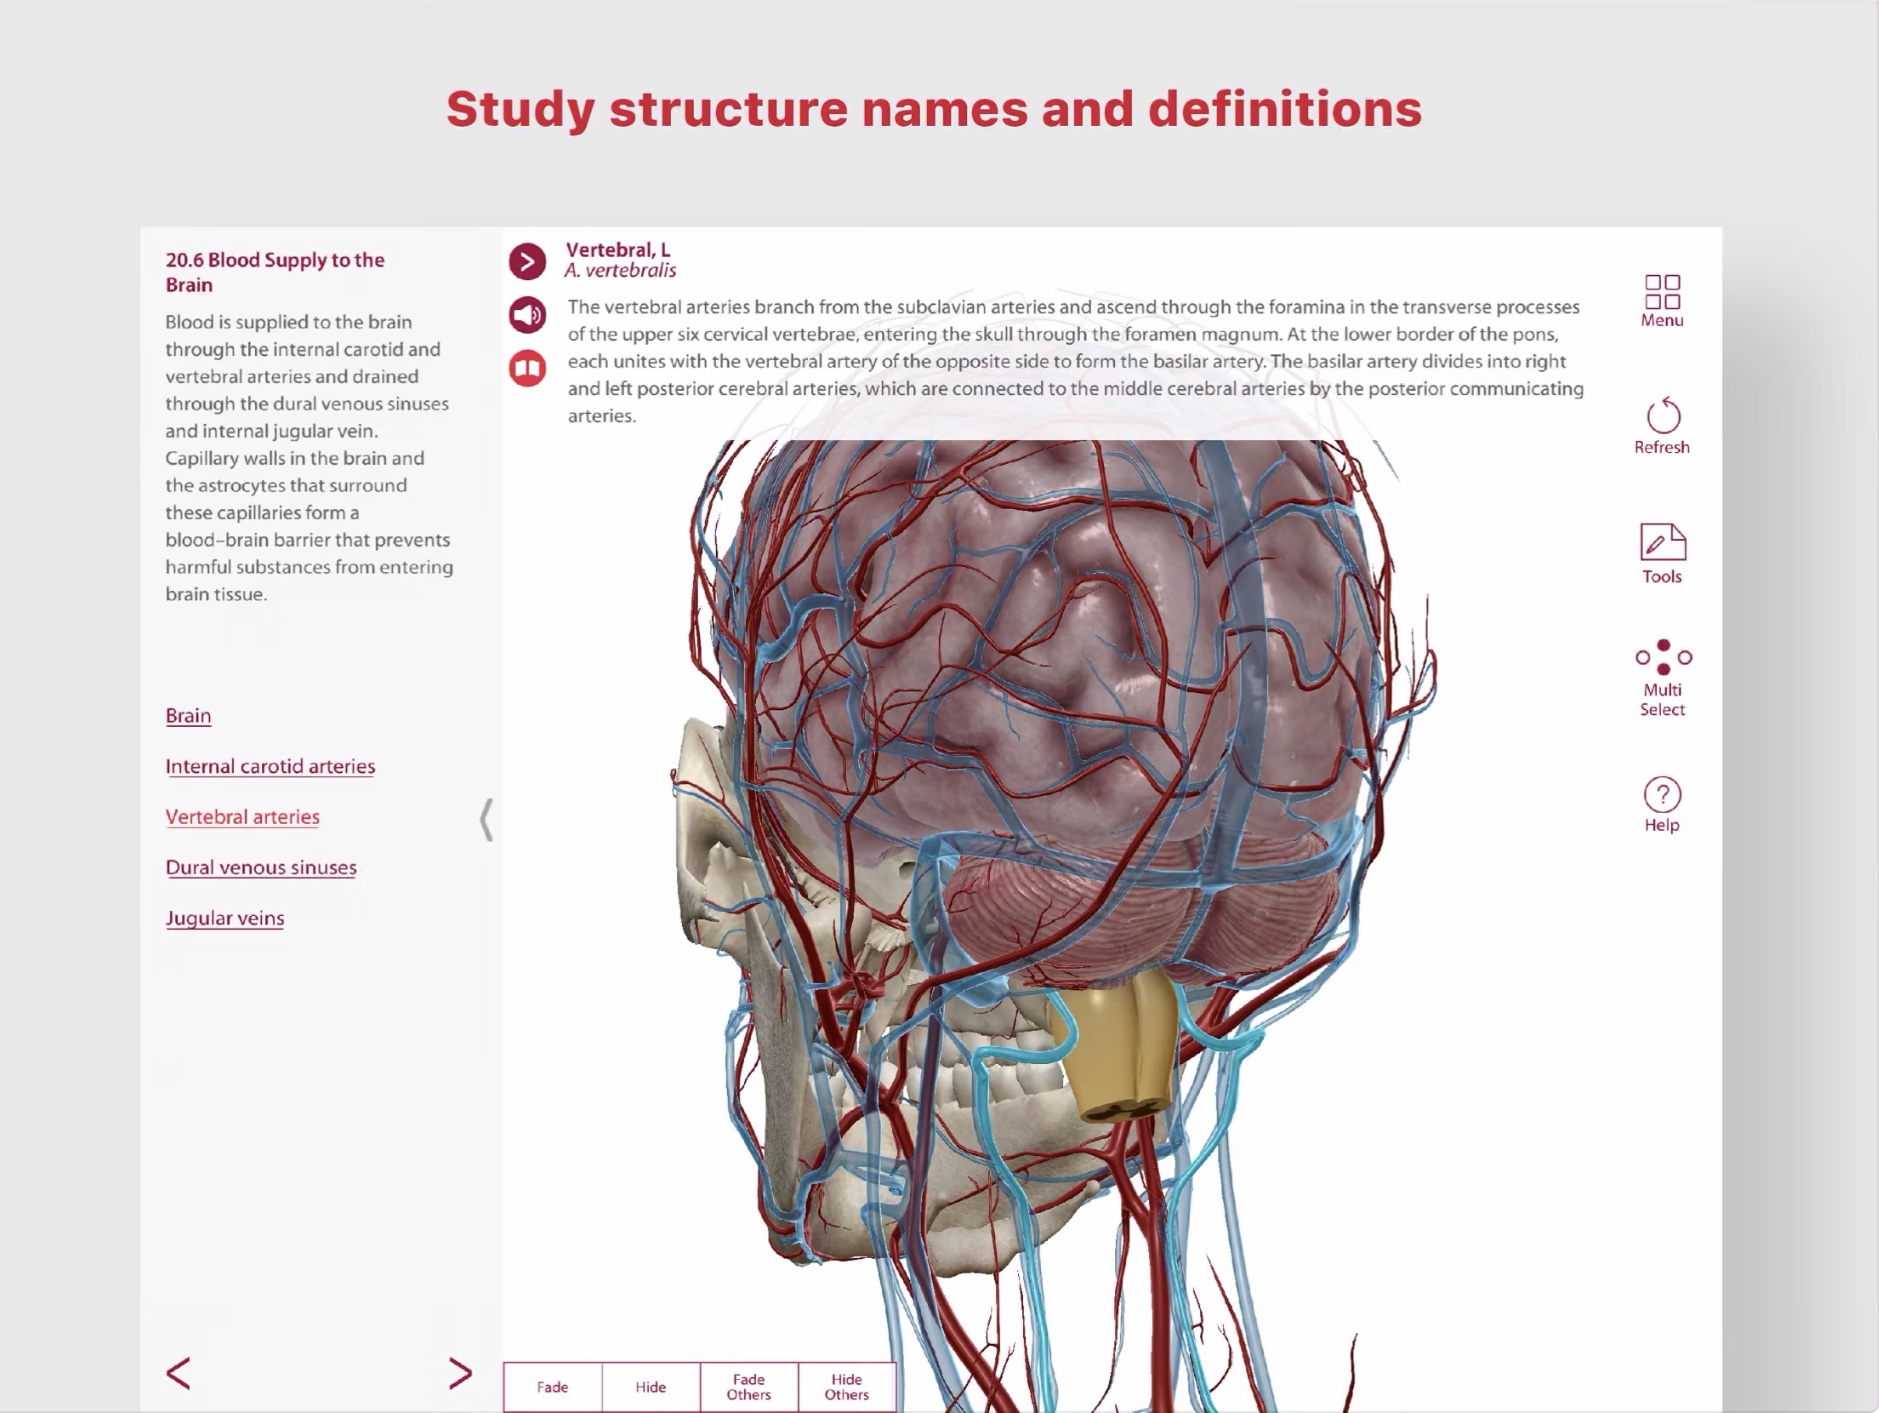 Study structure names and definitions
20.6 Blood Supply to the
Brain
Blood is supplied to the brain
through the internal carotid and
vertebral arteries and drained
through the dural venous sinuses
and internal jugular vein.
Capillary walls in the brain and
the astrocytes that surround
these capillaries form a
blood–brain barrier that prevents
harmful substances from entering
brain tissue.
Brain
Internal carotid arteries
Vertebral arteries
Dural venous sinuses
Jugular veins
Vertebral, L
A. vertebralis
The vertebral arteries branch from the subclavian arteries and ascend through the foramina in the transverse processes
of the upper six cervical vertebrae, entering the skull through the foramen magnum. At the lower border of the pons,
each unites with the vertebral artery of the opposite side to form the basilar artery. The basilar artery divides into right
and left posterior cerebral arteries, which are connected to the middle cerebral arteries by the posterior communicating
arteries.
Menu
Refresh
Tools
Multi
Select
Help
Fade
Hide
Fade
Others
Hide
Others